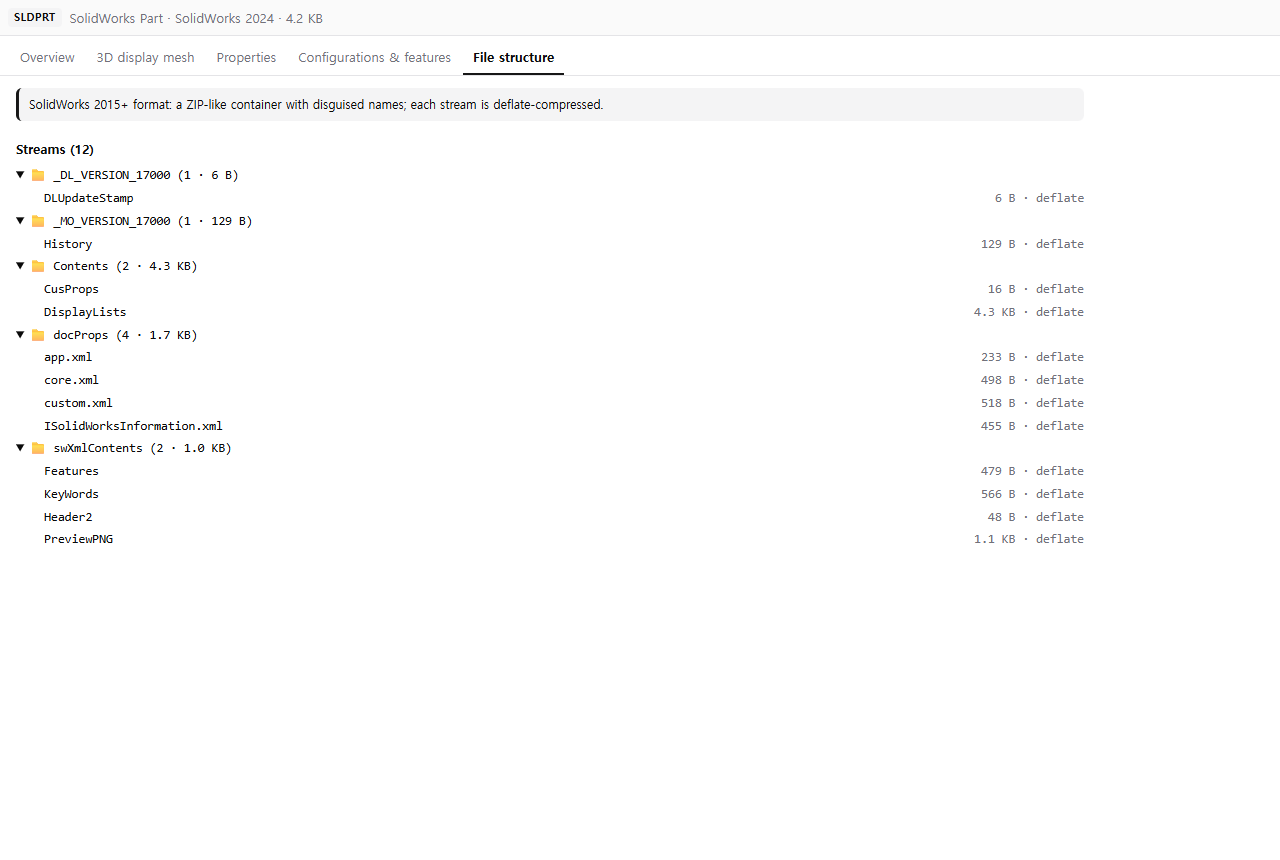 SLDPRT SolidWorks Part · SolidWorks 2024 · 4.2 KB
Overview 3D display mesh Properties Configurations & features File structure
SolidWorks 2015+ format: a ZIP-like container with disguised names; each stream is deflate-compressed.
Streams (12)
▼ _DL_VERSION_17000 (1 · 6 B)
DLUpdateStamp 6 B · deflate
▼ _MO_VERSION_17000 (1 · 129 B)
History 129 B · deflate
▼ Contents (2 · 4.3 KB)
CusProps 16 B · deflate
DisplayLists 4.3 KB · deflate
▼ docProps (4 · 1.7 KB)
app.xml 233 B · deflate
core.xml 498 B · deflate
custom.xml 518 B · deflate
ISolidWorksInformation.xml 455 B · deflate
▼ swXmlContents (2 · 1.0 KB)
Features 479 B · deflate
KeyWords 566 B · deflate
Header2 48 B · deflate
PreviewPNG 1.1 KB · deflate